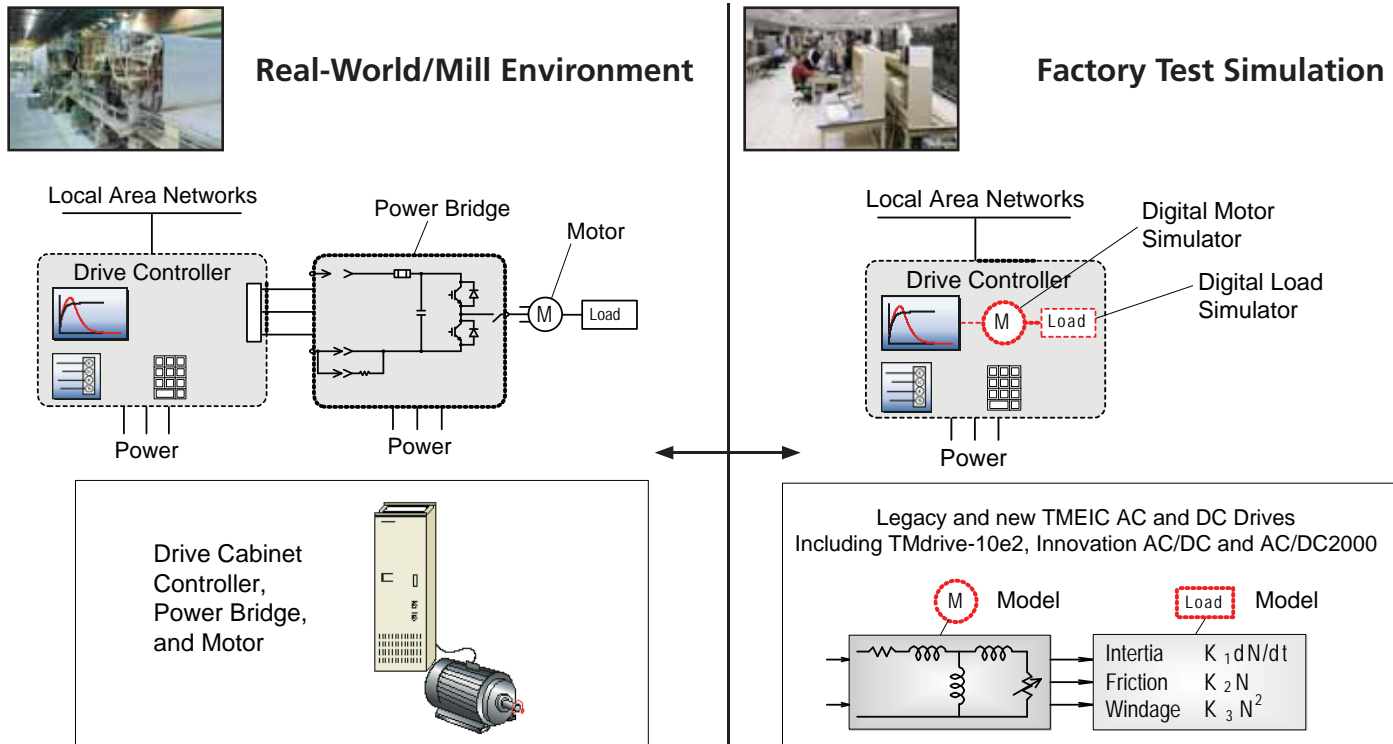 Real-World/Mill Environment
Local Area Networks
Power Bridge
Motor
Drive Controller
M
Load
Power
Power
Drive Cabinet
Controller,
Power Bridge,
and Motor
Factory Test Simulation
Local Area Networks
Digital Motor
Simulator
Drive Controller
Digital Load
Simulator
M
Load
Power
Legacy and new TMEIC AC and DC Drives
Including TMdrive-10e2, Innovation AC/DC and AC/DC2000
M Model
Load Model
Intertia K 1 dN/dt
Friction K 2 N
Windage K 3 N²